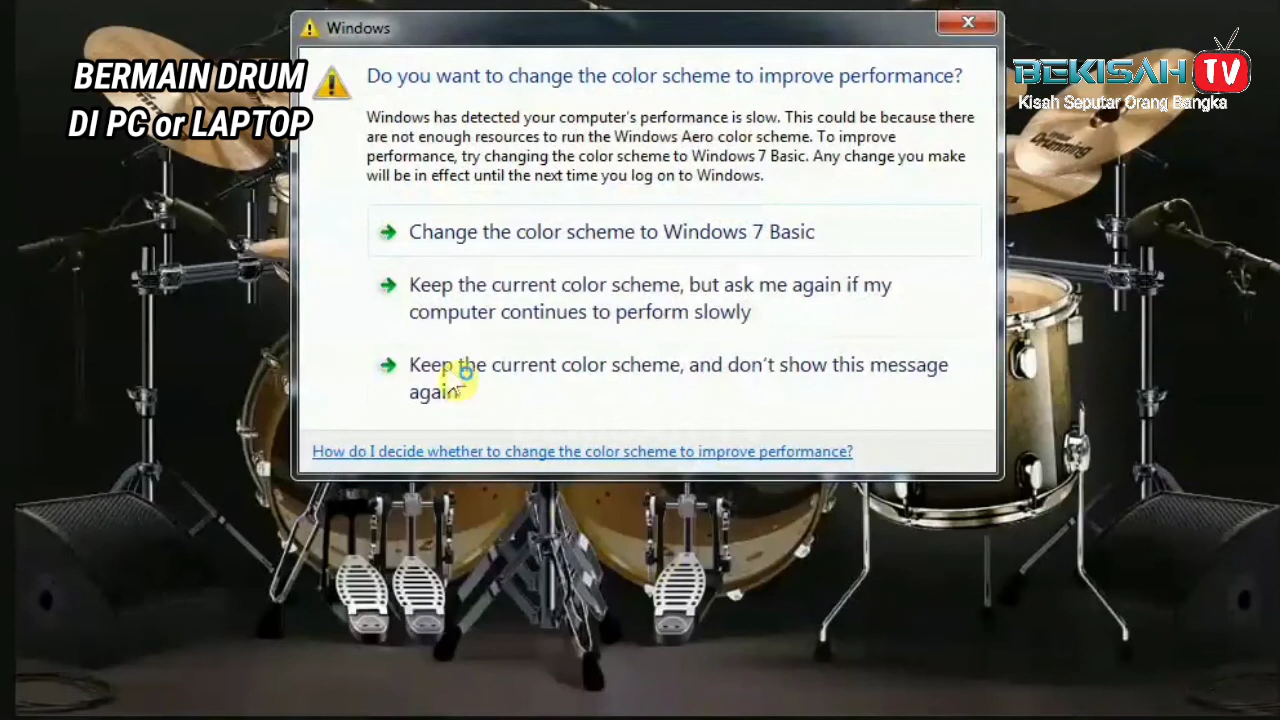 Windows
BERMAIN DRUM
DI PC or LAPTOP
BEKISAH TV
Kisah Seputar Orang Bangka
Do you want to change the color scheme to improve performance?
Windows has detected your computer's performance is slow. This could be because there
are not enough resources to run the Windows Aero color scheme. To improve
performance, try changing the color scheme to Windows 7 Basic. Any change you make
will be in effect until the next time you log on to Windows.
Change the color scheme to Windows 7 Basic
Keep the current color scheme, but ask me again if my
computer continues to perform slowly
Keep the current color scheme, and don't show this message
again
How do I decide whether to change the color scheme to improve performance?
Drumming